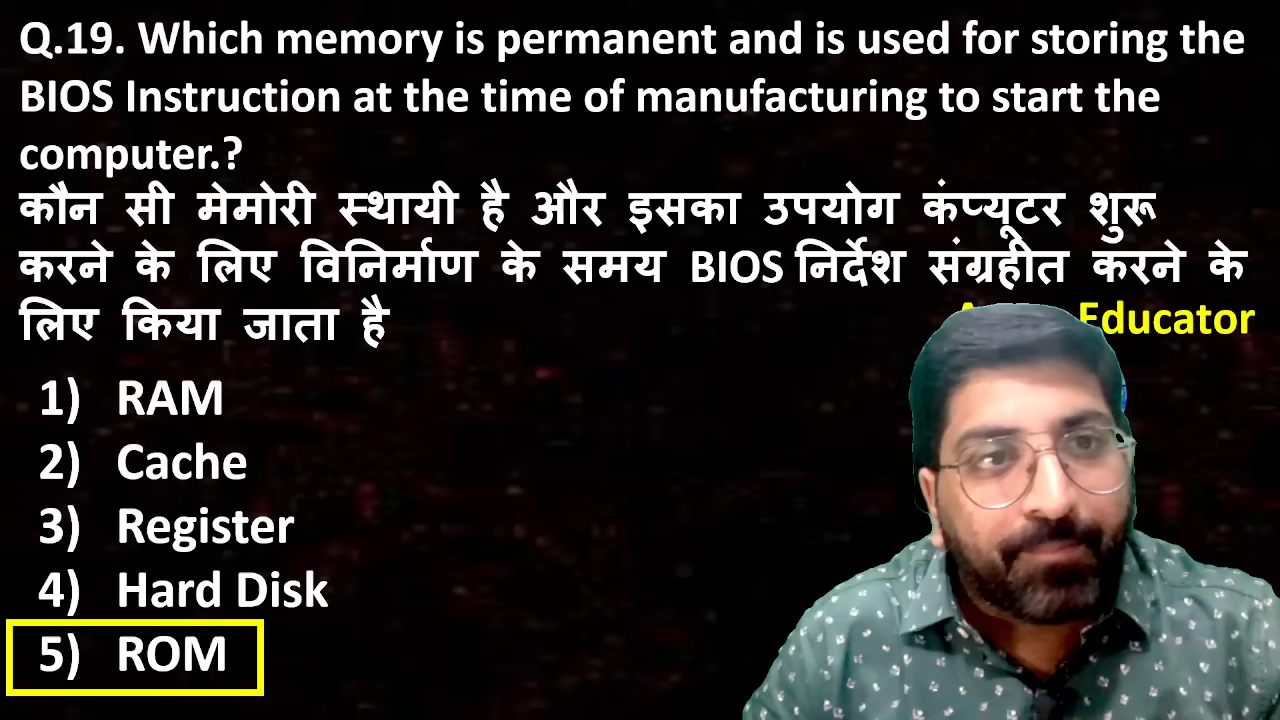 Q.19. Which memory is permanent and is used for storing the
BIOS Instruction at the time of manufacturing to start the
computer.?
कौन सी मेमोरी स्थायी है और इसका उपयोग कंप्यूटर शुरू
करने के लिए विनिर्माण के समय BIOS निर्देश संग्रहीत करने के
लिए किया जाता है
Educator
1) RAM
2) Cache
3) Register
4) Hard Disk
5) ROM